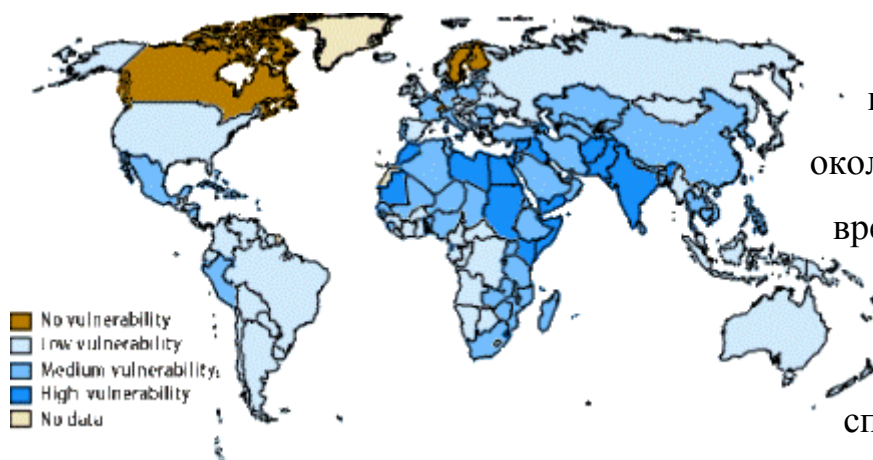 No vulnerability
Low vulnerability
Medium vulnerability
High vulnerability
No data
окол
вре
сп